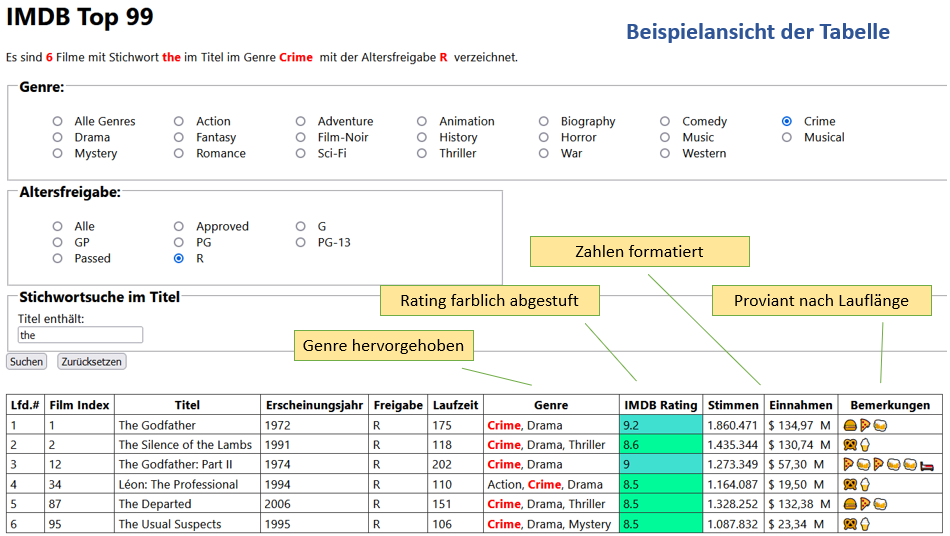 IMDB Top 99
Beispielansicht der Tabelle
Es sind 6 Filme mit Stichwort the im Titel im Genre Crime mit der Altersfreigabe R verzeichnet.
Genre:
Alle Genres Action Adventure Animation Biography Comedy Crime
Drama Fantasy Film-Noir History Horror Music Musical
Mystery Romance Sci-Fi Thriller War Western
Altersfreigabe:
Alle Approved G
GP PG PG-13
Passed R
Zahlen formatiert
Stichwortsuche im Titel
Rating farblich abgestuft
Proviant nach Lauflänge
Titel enthält:
the
Genre hervorgehoben
Suchen Zurücksetzen
Lfd.# Film Index Titel Erscheinungsjahr Freigabe Laufzeit Genre IMDB Rating Stimmen Einnahmen Bemerkungen
1 1 The Godfather 1972 R 175 Crime, Drama 9.2 1.860.471 $ 134,97 M
2 2 The Silence of the Lambs 1991 R 118 Crime, Drama, Thriller 8.6 1.435.344 $ 130,74 M
3 12 The Godfather: Part II 1974 R 202 Crime, Drama 9 1.273.349 $ 57,30 M
4 34 Léon: The Professional 1994 R 110 Action, Crime, Drama 8.5 1.164.087 $ 19,50 M
5 87 The Departed 2006 R 151 Crime, Drama, Thriller 8.5 1.328.252 $ 132,38 M
6 95 The Usual Suspects 1995 R 106 Crime, Drama, Mystery 8.5 1.087.832 $ 23,34 M